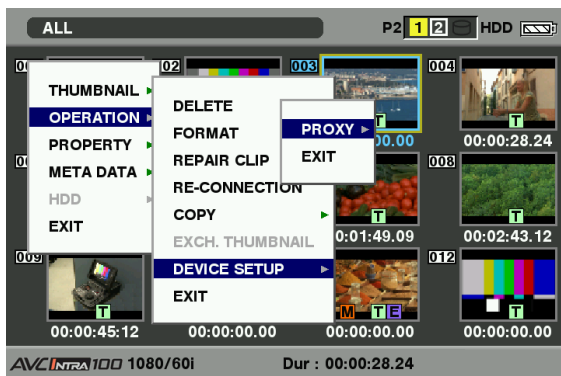 ALL P2 1 2 HDD
02 003 004
THUMBNAIL
OPERATION
PROPERTY
META DATA
HDD
EXIT
DELETE
FORMAT
REPAIR CLIP
RE-CONNECTION
COPY
EXCH. THUMBNAIL
DEVICE SETUP
EXIT
PROXY
EXIT
T T
00.00 00:00:28.24
008
T T
0:01:49.09 00:02:43.12
009 012
T M T E T
00:00:45:12 00:00:00.00 00:00:00.00 00:00:00.00
AVC INTRA 100 1080/60i Dur : 00:00:28.24